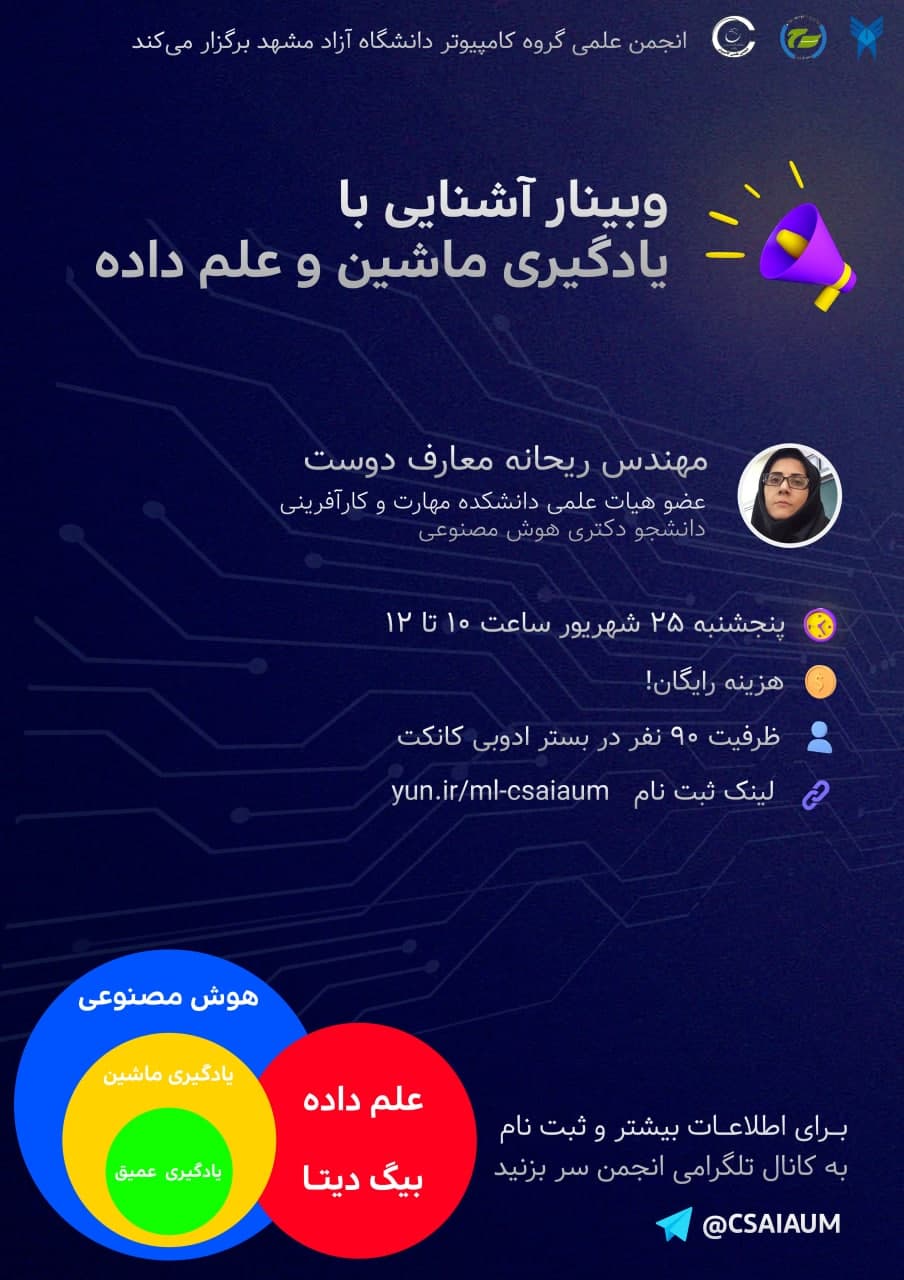 انجمن علمی گروه کامپیوتر دانشگاه آزاد مشهد برگزار می‌کند
وبینار آشنایی با
یادگیری ماشین و علم داده
مهندس ریحانه معارف دوست
عضو هیات علمی دانشکده مهارت و کارآفرینی
دانشجو دکتری هوش مصنوعی
پنجشنبه ۲۵ شهریور ساعت ۱۰ تا ۱۲
هزینه رایگان!
ظرفیت ۹۰ نفر در بستر ادوبی کانکت
لینک ثبت نام yun.ir/ml-csaiaum
هوش مصنوعی
یادگیری ماشین
یادگیری عمیق
علم داده
بیگ دیتـا
بـرای اطلاعـات بیشتر و ثبت نام
به کانال تلگرامی انجمن سر بزنید
@CSAIAUM